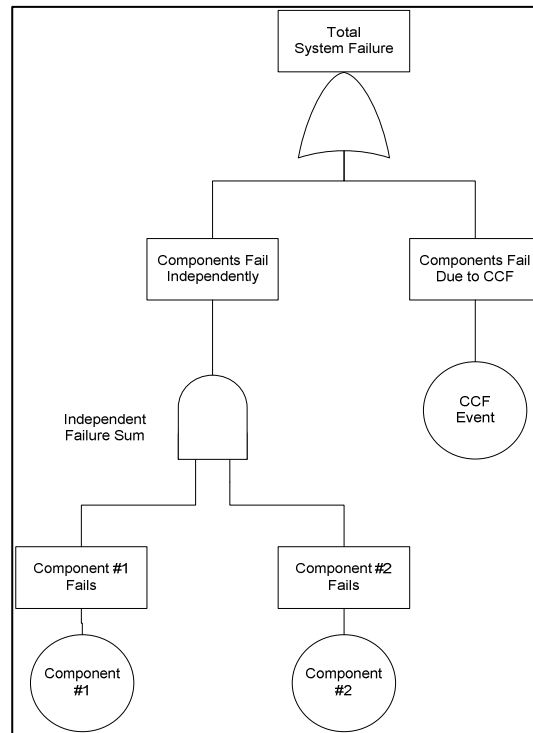 Total
System Failure
Components Fail
Independently
Components Fail
Due to CCF
Independent
Failure Sum
CCF
Event
Component #1
Fails
Component #2
Fails
Component
#1
Component
#2